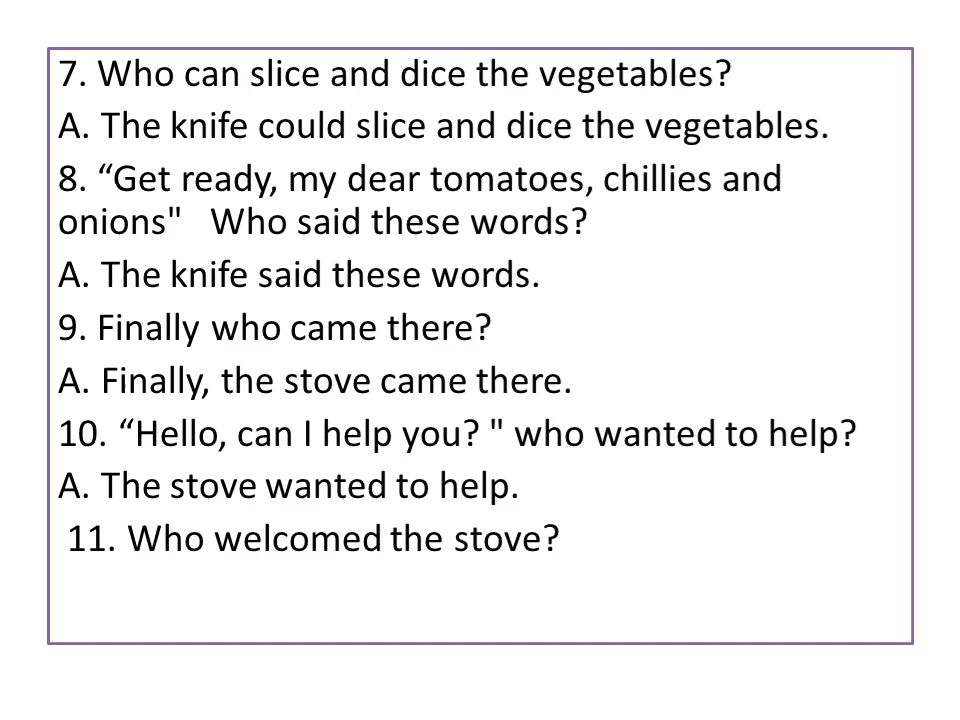 7. Who can slice and dice the vegetables?
A. The knife could slice and dice the vegetables.
8. “Get ready, my dear tomatoes, chillies and
onions"   Who said these words?
A. The knife said these words.
9. Finally who came there?
A. Finally, the stove came there.
10. “Hello, can I help you? " who wanted to help?
A. The stove wanted to help.
11. Who welcomed the stove?